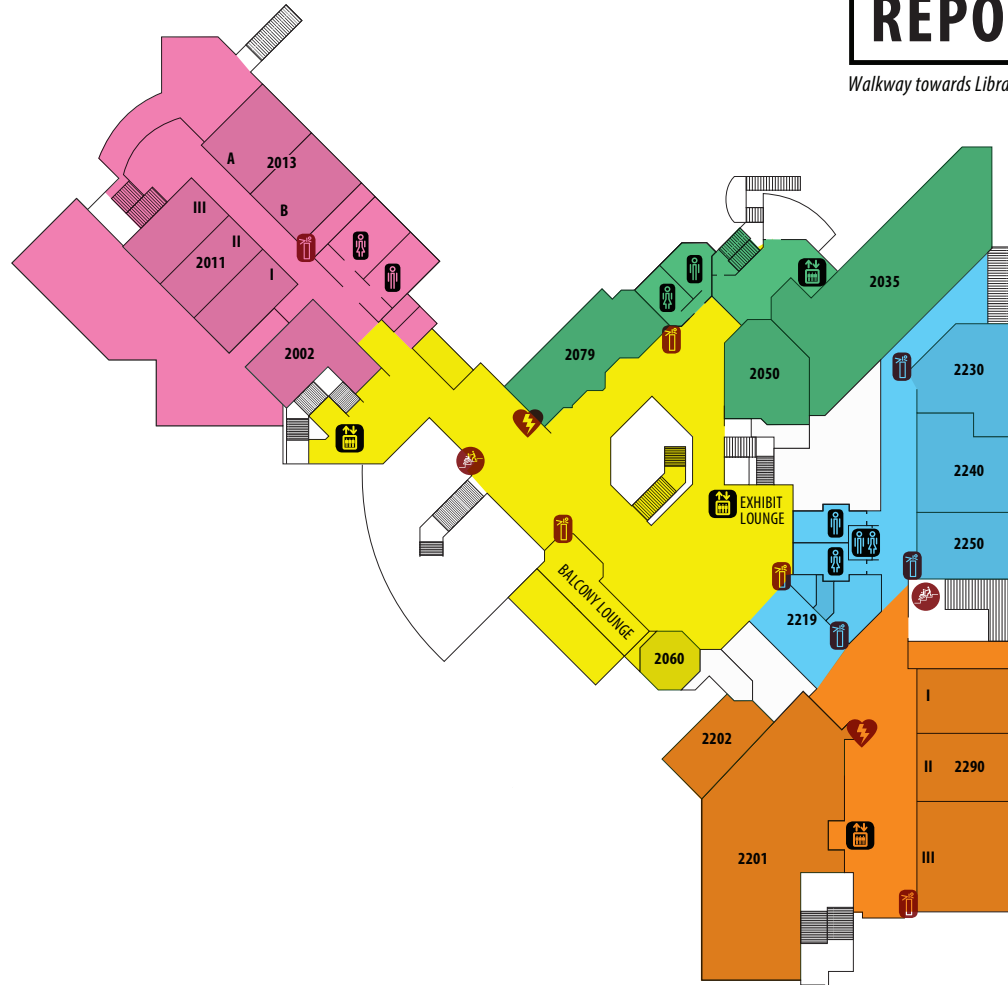 REPO
Walkway towards Libra
A
2013
B
III
II
2011
I
2002
2035
2079
2050
2230
2240
EXHIBIT
LOUNGE
2250
BALCONY LOUNGE
2219
2060
I
2202
II
2290
2201
III